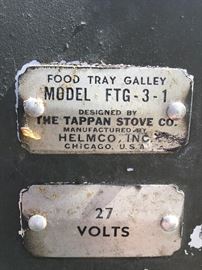 FOOD TRAY GALLEY
MODEL FTG-3-1
DESIGNED BY
THE TAPPAN STOVE CO.
MANUFACTURED BY
HELMCO, INC.
CHICAGO, U.S.A.
27
VOLTS